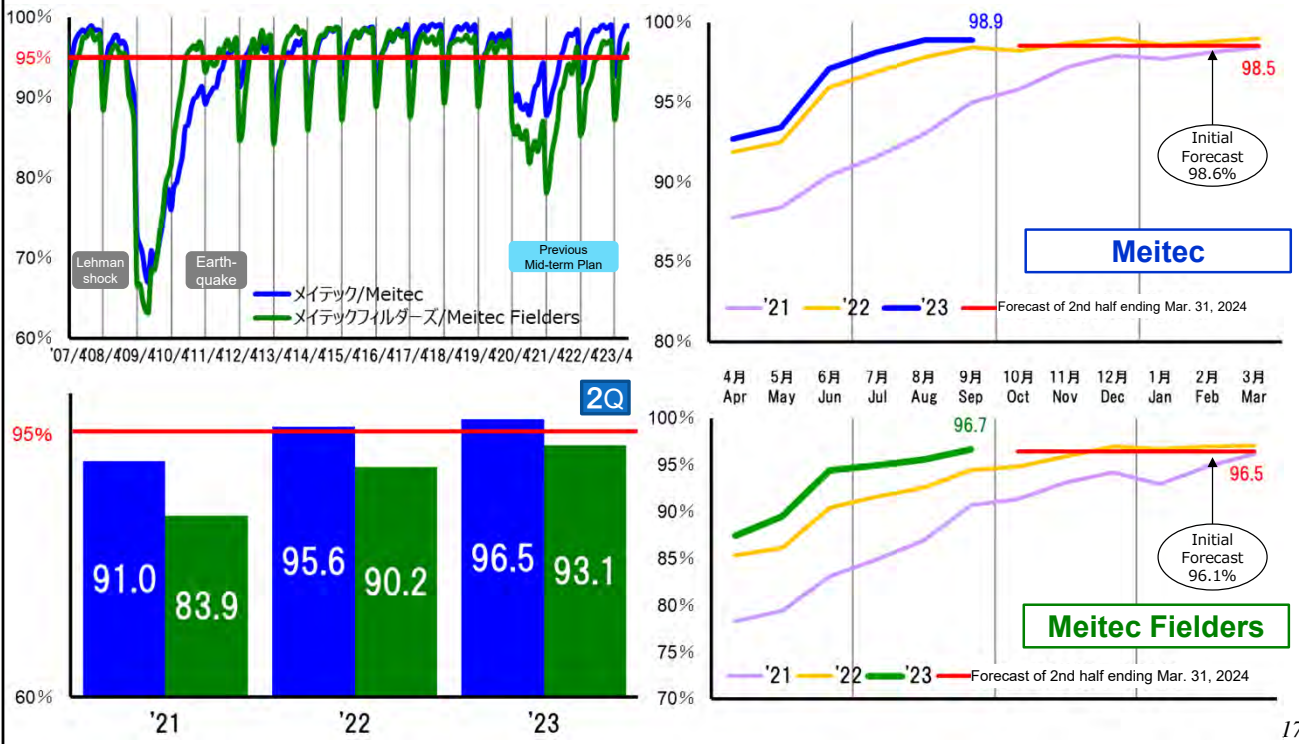 100%
95%
90%
80%
70%
60%
Lehman
shock
Earth-
quake
Previous
Mid-term Plan
メイテック/Meitec
メイテックフィルダーズ/Meitec Fielders
'07/4'08/4'09/4'10/4'11/4'12/4'13/4'14/4'15/4'16/4'17/4'18/4'19/4'20/4'21/4'22/4'23/4
100%
95%
90%
85%
80%
98.9
98.5
Initial
Forecast
98.6%
Meitec
'21 '22 '23 Forecast of 2nd half ending Mar. 31, 2024
2Q
95%
60%
91.0
83.9
95.6
90.2
96.5
93.1
'21 '22 '23
4月 5月 6月 7月 8月 9月 10月 11月 12月 1月 2月 3月
Apr May Jun Jul Aug Sep Oct Nov Dec Jan Feb Mar
100%
95%
90%
85%
80%
75%
70%
96.7
96.5
Initial
Forecast
96.1%
Meitec Fielders
'21 '22 '23 Forecast of 2nd half ending Mar. 31, 2024